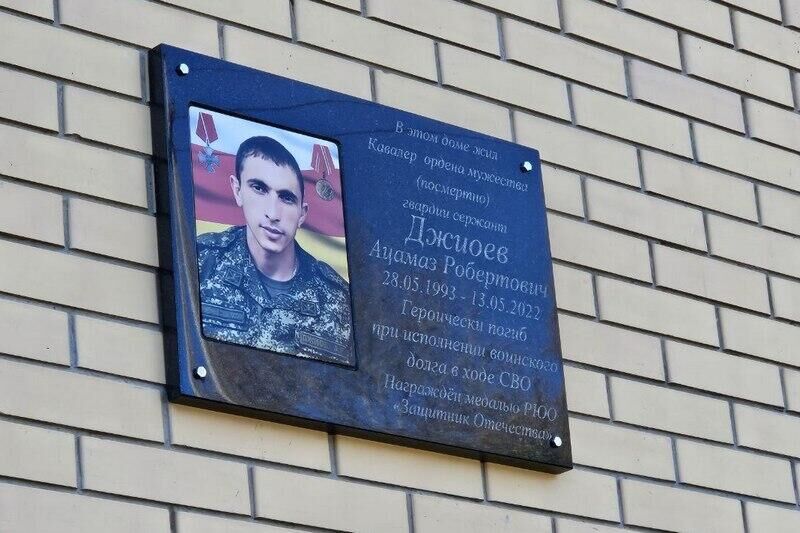 В этом доме жил
Кавалер ордена мужества
(посмертно)
гвардии сержант
Джиоев
Ацамаз Робертович
28.05.1993 - 13.05.2022
Героически погиб
при исполнении воинского
долга в ходе СВО
Награждён медалью РЮО
«Защитник Отечества»